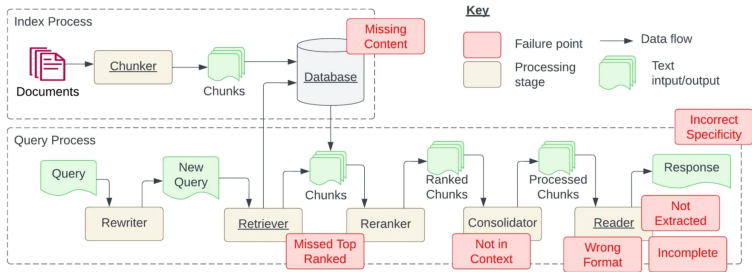 Index Process
Missing
Content
Key
Failure point
Data flow
Processing
stage
Text
intput/output
Documents
Chunker
Chunks
Database
Incorrect
Specificity
Query Process
Query
New
Query
Chunks
Ranked
Chunks
Processed
Chunks
Response
Rewriter
Retriever
Reranker
Consolidator
Reader
Not
Extracted
Missed Top
Ranked
Not in
Context
Wrong
Format
Incomplete